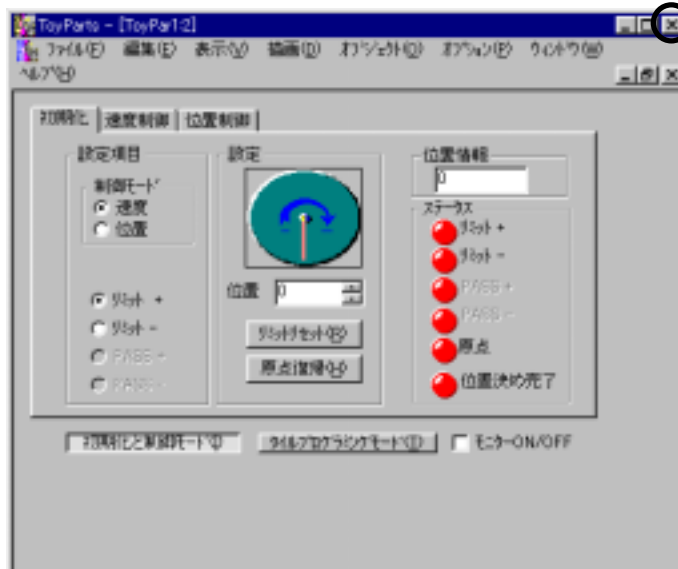 ToyParts - [ToyPar1:2]
ファイル(F) 編集(E) 表示(V) 描画(D) オブジェクト(O) オプション(P) ウィンドウ(W)
ヘルプ(H)
初期化 速度制御 位置制御
設定項目
制御モード
速度
位置
リミット +
リミット -
PASS +
PASS -
設定
位置 0
リミットリセット(R)
原点復帰(H)
位置情報
0
ステータス
リミット +
リミット -
PASS +
PASS -
原点
位置決め完了
初期化と制御モード(I) タイルプログラミングモード(T) モニターON/OFF